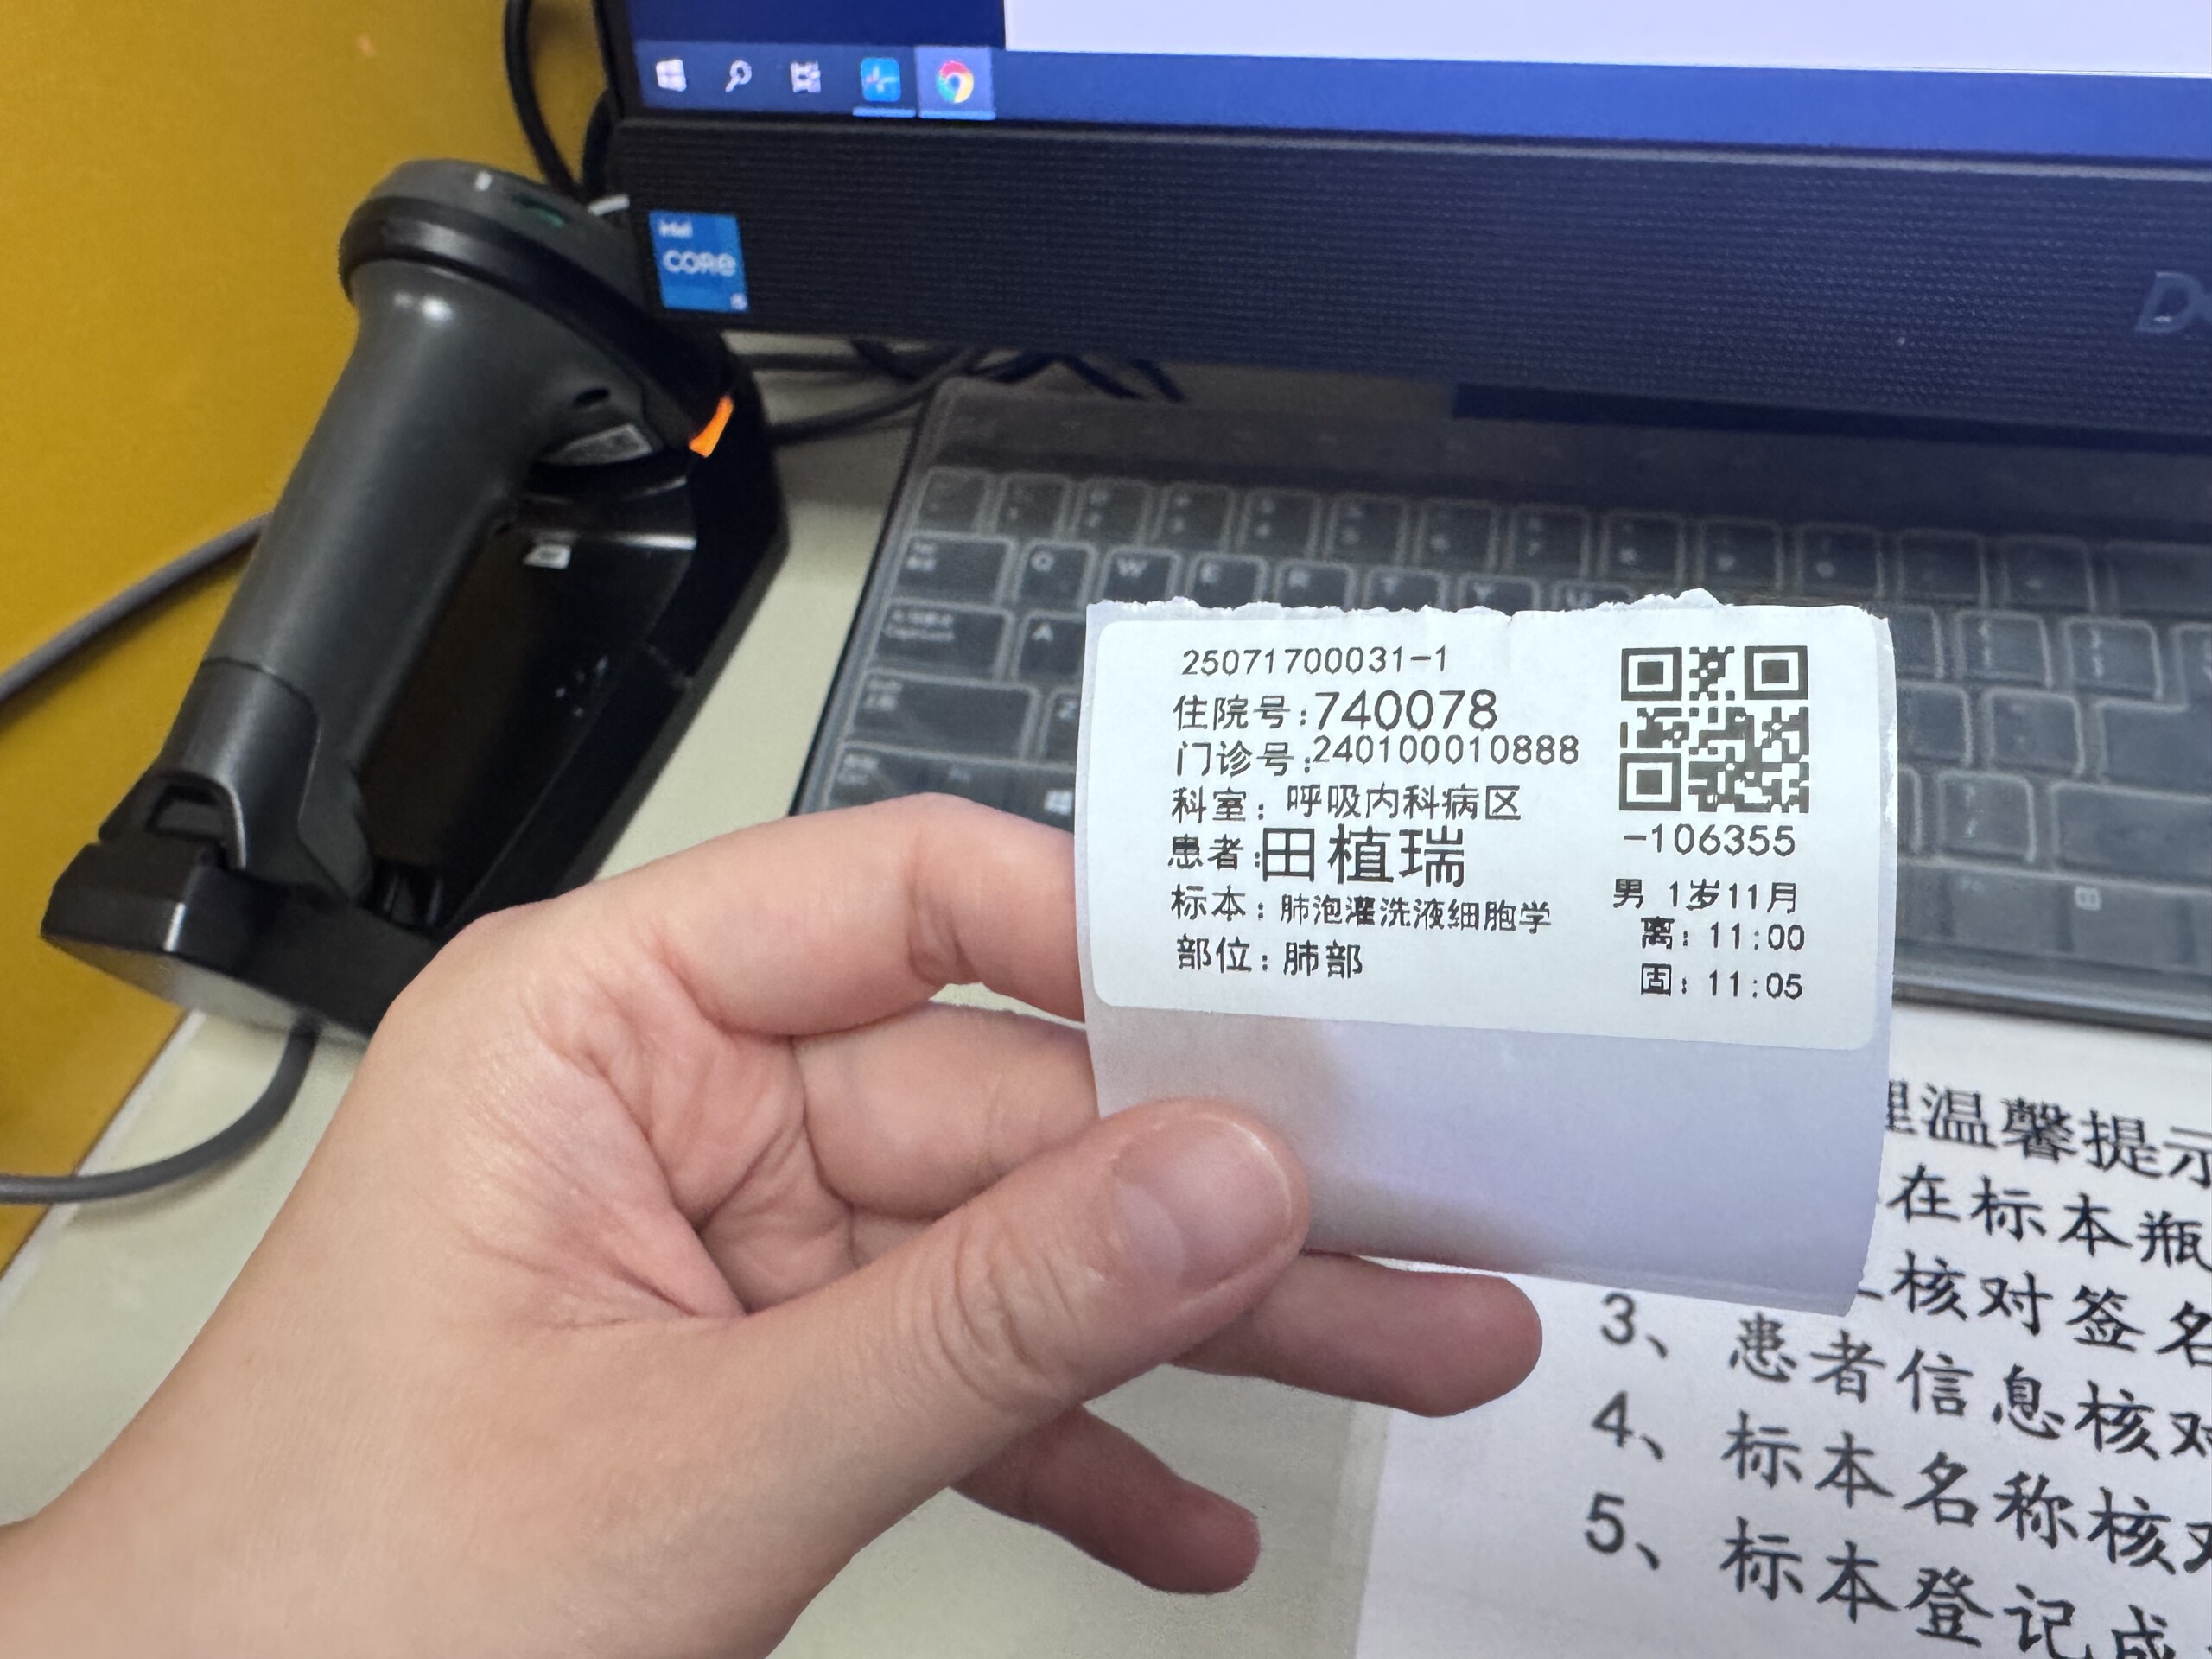 intel
CORE
i5
25071700031-1
住院号:740078
门诊号:240100010888
科室: 呼吸内科病区
患者:田植瑞
标本: 肺泡灌洗液细胞学
部位: 肺部
-106355
男 1岁11月
离: 11:00
固: 11:05
温馨提示
在标本瓶
核对签名
3、患者信息核对
4、标本名称核对
5、标本登记成
Q W E R T Y
A
Z